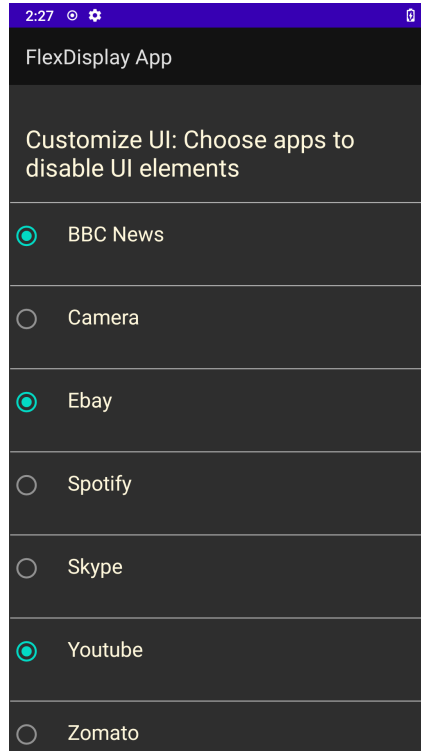 2:27
FlexDisplay App
Customize UI: Choose apps to
disable UI elements
BBC News
Camera
Ebay
Spotify
Skype
Youtube
Zomato